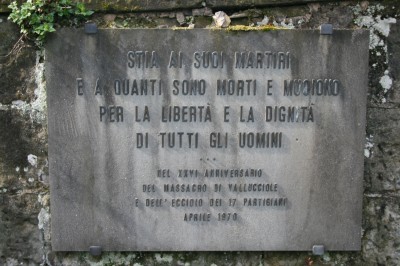 STIA AI SUOI MARTIRI
E A QUANTI SONO MORTI E MUOIONO
PER LA LIBERTÀ E LA DIGNITÀ
DI TUTTI GLI UOMINI
...
NEL XXVI ANNIVERSARIO
DEL MASSACRO DI VALLUCCIOLE
E DELL'ECCIDIO DEI 17 PARTIGIANI
APRILE 1970